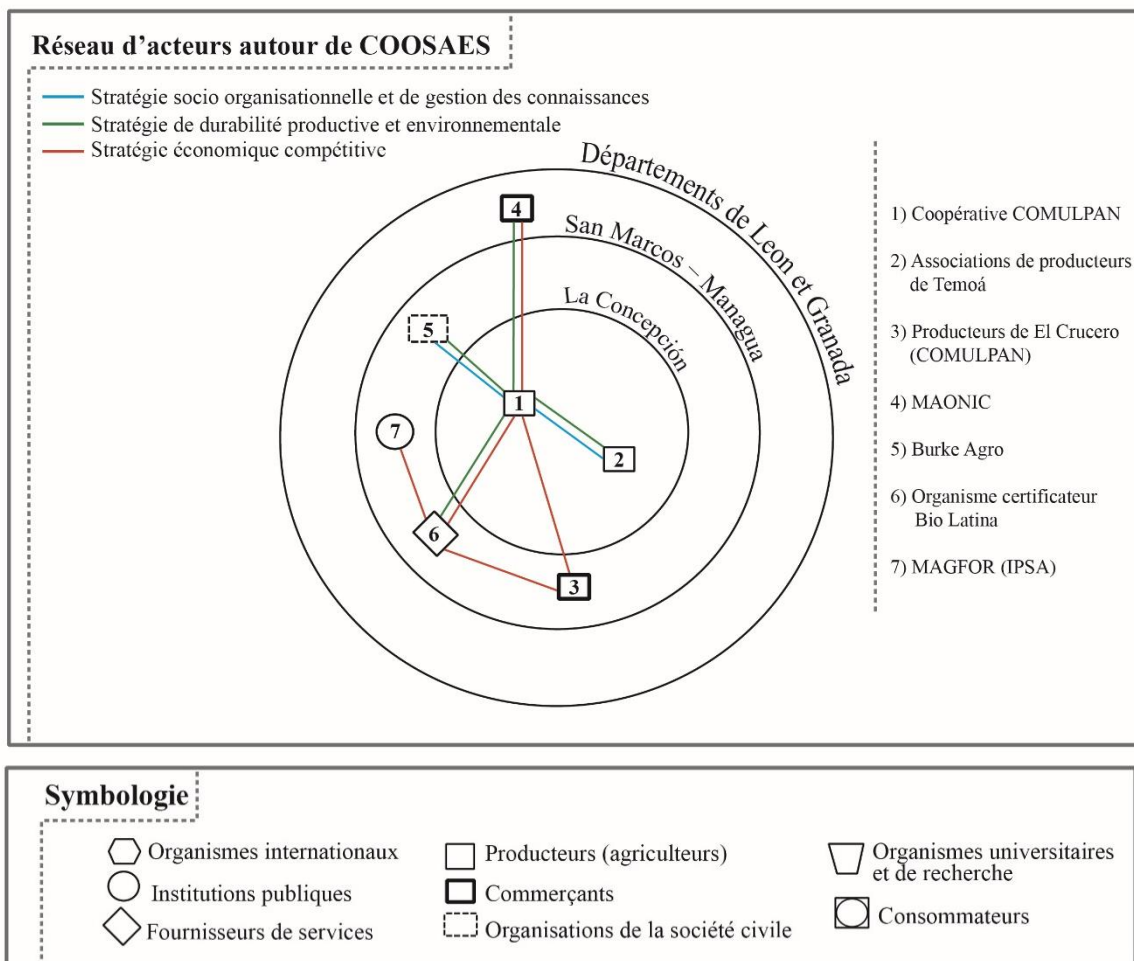 Réseau d'acteurs autour de COOSAES
Stratégie socio organisationnelle et de gestion des connaissances
Stratégie de durabilité productive et environnementale
Stratégie économique compétitive
Départements de Leon et Granada
San Marcos – Managua
La Concepción
4
5
1
7
2
6
3
1) Coopérative COMULPAN
2) Associations de producteurs
de Temoá
3) Producteurs de El Crucero
(COMULPAN)
4) MAONIC
5) Burke Agro
6) Organisme certificateur
Bio Latina
7) MAGFOR (IPSA)
Symbologie
Organismes internationaux
Institutions publiques
Fournisseurs de services
Producteurs (agriculteurs)
Commerçants
Organisations de la société civile
Organismes universitaires
et de recherche
Consommateurs